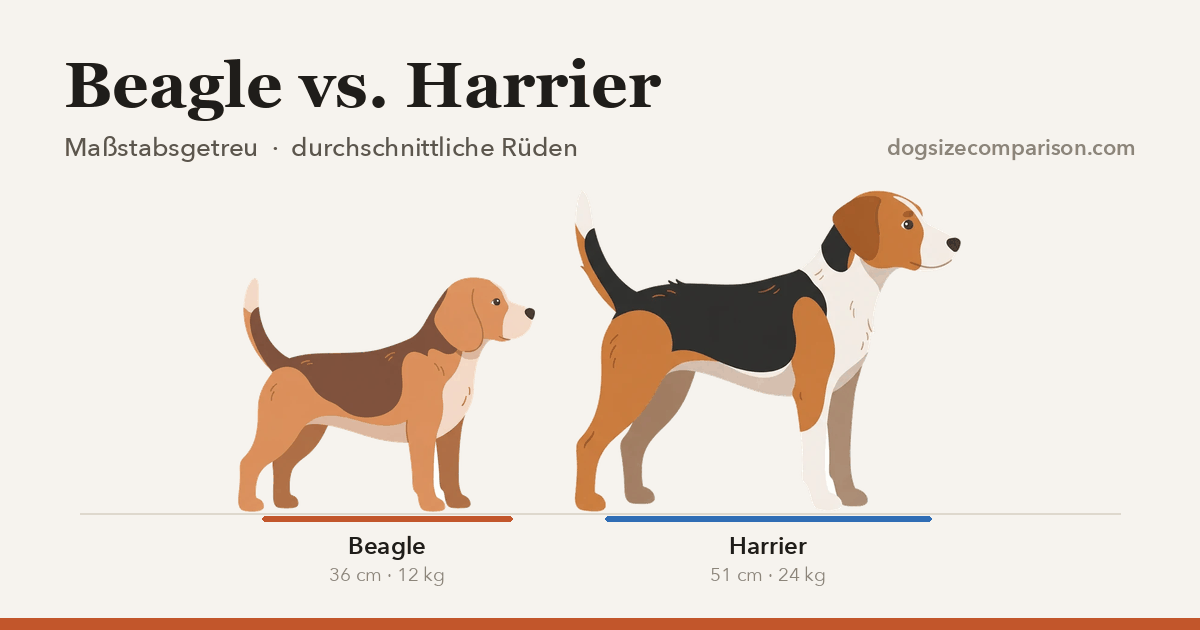 Beagle vs. Harrier
Maßstabsgetreu · durchschnittliche Rüden
dogsizecomparison.com
Beagle
36 cm · 12 kg
Harrier
51 cm · 24 kg